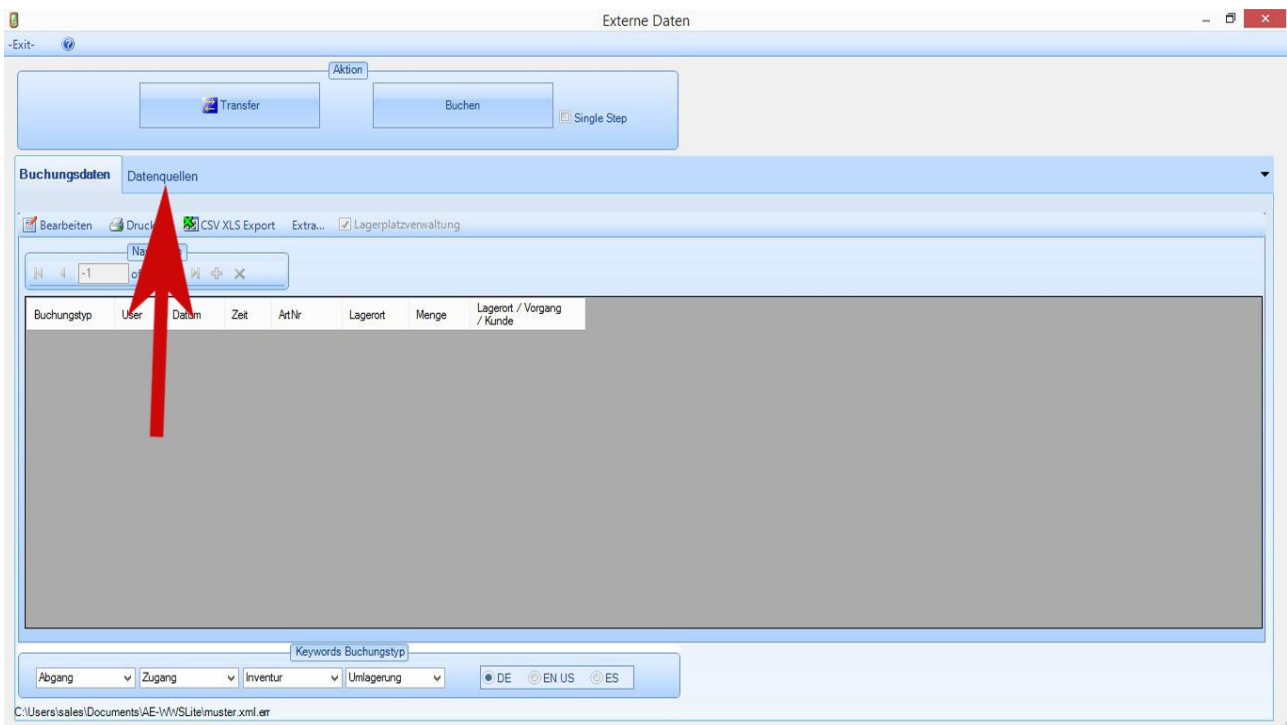 Externe Daten
-Exit-
Aktion
Transfer
Buchen
Single Step
Buchungsdaten Datenquellen
Bearbeiten CSV XLS Export Extra... Lagerplatzverwaltung
-1
Buchungstyp User Datum Zeit ArtNr Lagerort Menge Lagerort / Vorgang
/ Kunde
Keywords Buchungstyp
Abgang Zugang Inventur Umlagerung DE EN US ES
C:\Users\sales\Documents\AE-WWSLite\muster.xml.err